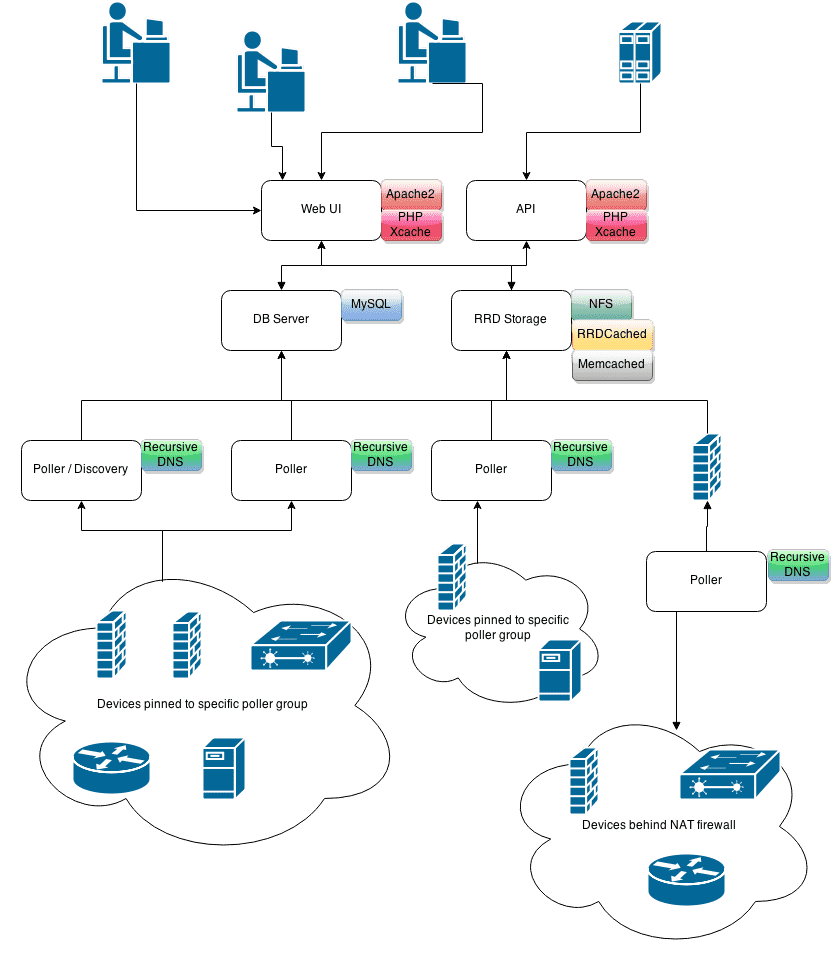 Web UI
Apache2
PHP
Xcache
API
Apache2
PHP
Xcache
DB Server
MySQL
RRD Storage
NFS
RRDCached
Memcached
Poller / Discovery
Recursive
DNS
Poller
Recursive
DNS
Poller
Recursive
DNS
Poller
Recursive
DNS
Devices pinned to specific
poller group
Devices pinned to specific poller group
Devices behind NAT firewall